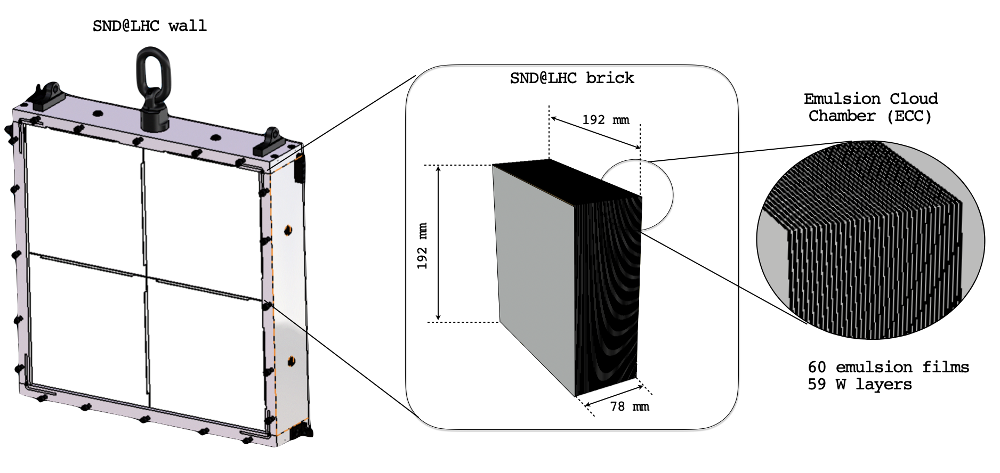 SND@LHC wall
SND@LHC brick
192 mm
192 mm
78 mm
Emulsion Cloud
Chamber (ECC)
60 emulsion films
59 W layers